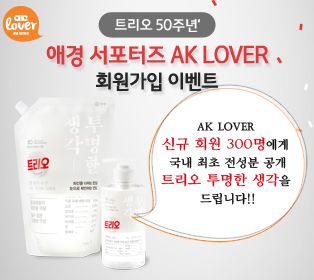 aK
lover
트리오 50주년'
애경 서포터즈 AK LOVER
회원가입 이벤트
AK LOVER
신규 회원 300명에게
국내 최초 전성분 공개
트리오 투명한 생각을
드립니다!!
투명한
생각
트리오
트리오